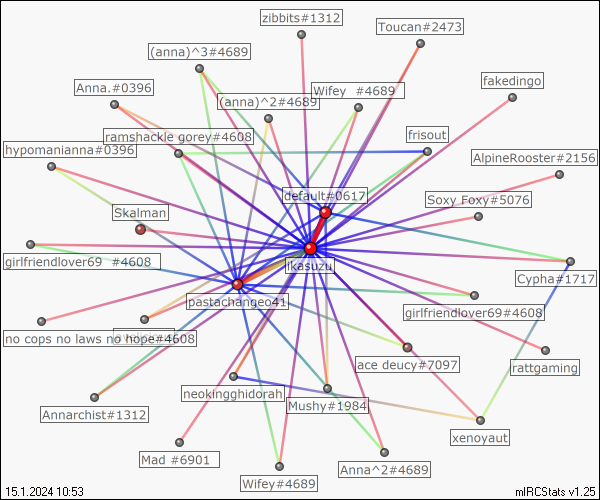 zibbits#1312
Toucan#2473
(anna)^3#4689
fakedingo
Anna.#0396
Wifey  #4689
(anna)^2#4689
ramshackle gorey#4608
frisout
hypomanianna#0396
AlpineRooster#2156
default#0617
Soxy Foxy#5076
Skalman
girlfriendlover69  #4608
ikasuzu
Cypha#1717
pastachangeo41
girlfriendlover69#4608
no cops no laws no hope#4608
ace deucy#7097
rattgaming
neokingghidorah
Mushy#1984
Annarchist#1312
xenoyaut
Mad #6901
Anna^2#4689
Wifey#4689
15.1.2024 10:53
mIRCStats v1.25